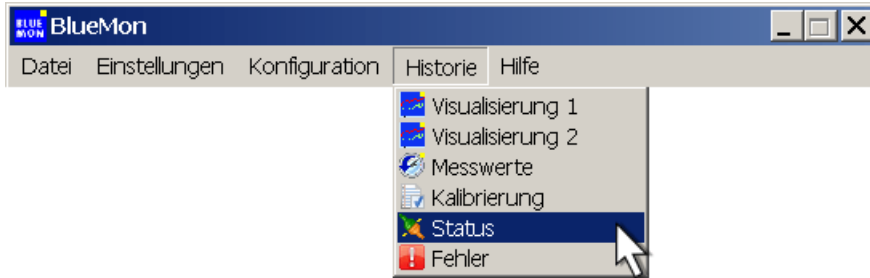 BLUE MON BlueMon
Datei Einstellungen Konfiguration Historie Hilfe
Visualisierung 1
Visualisierung 2
Messwerte
Kalibrierung
Status
Fehler